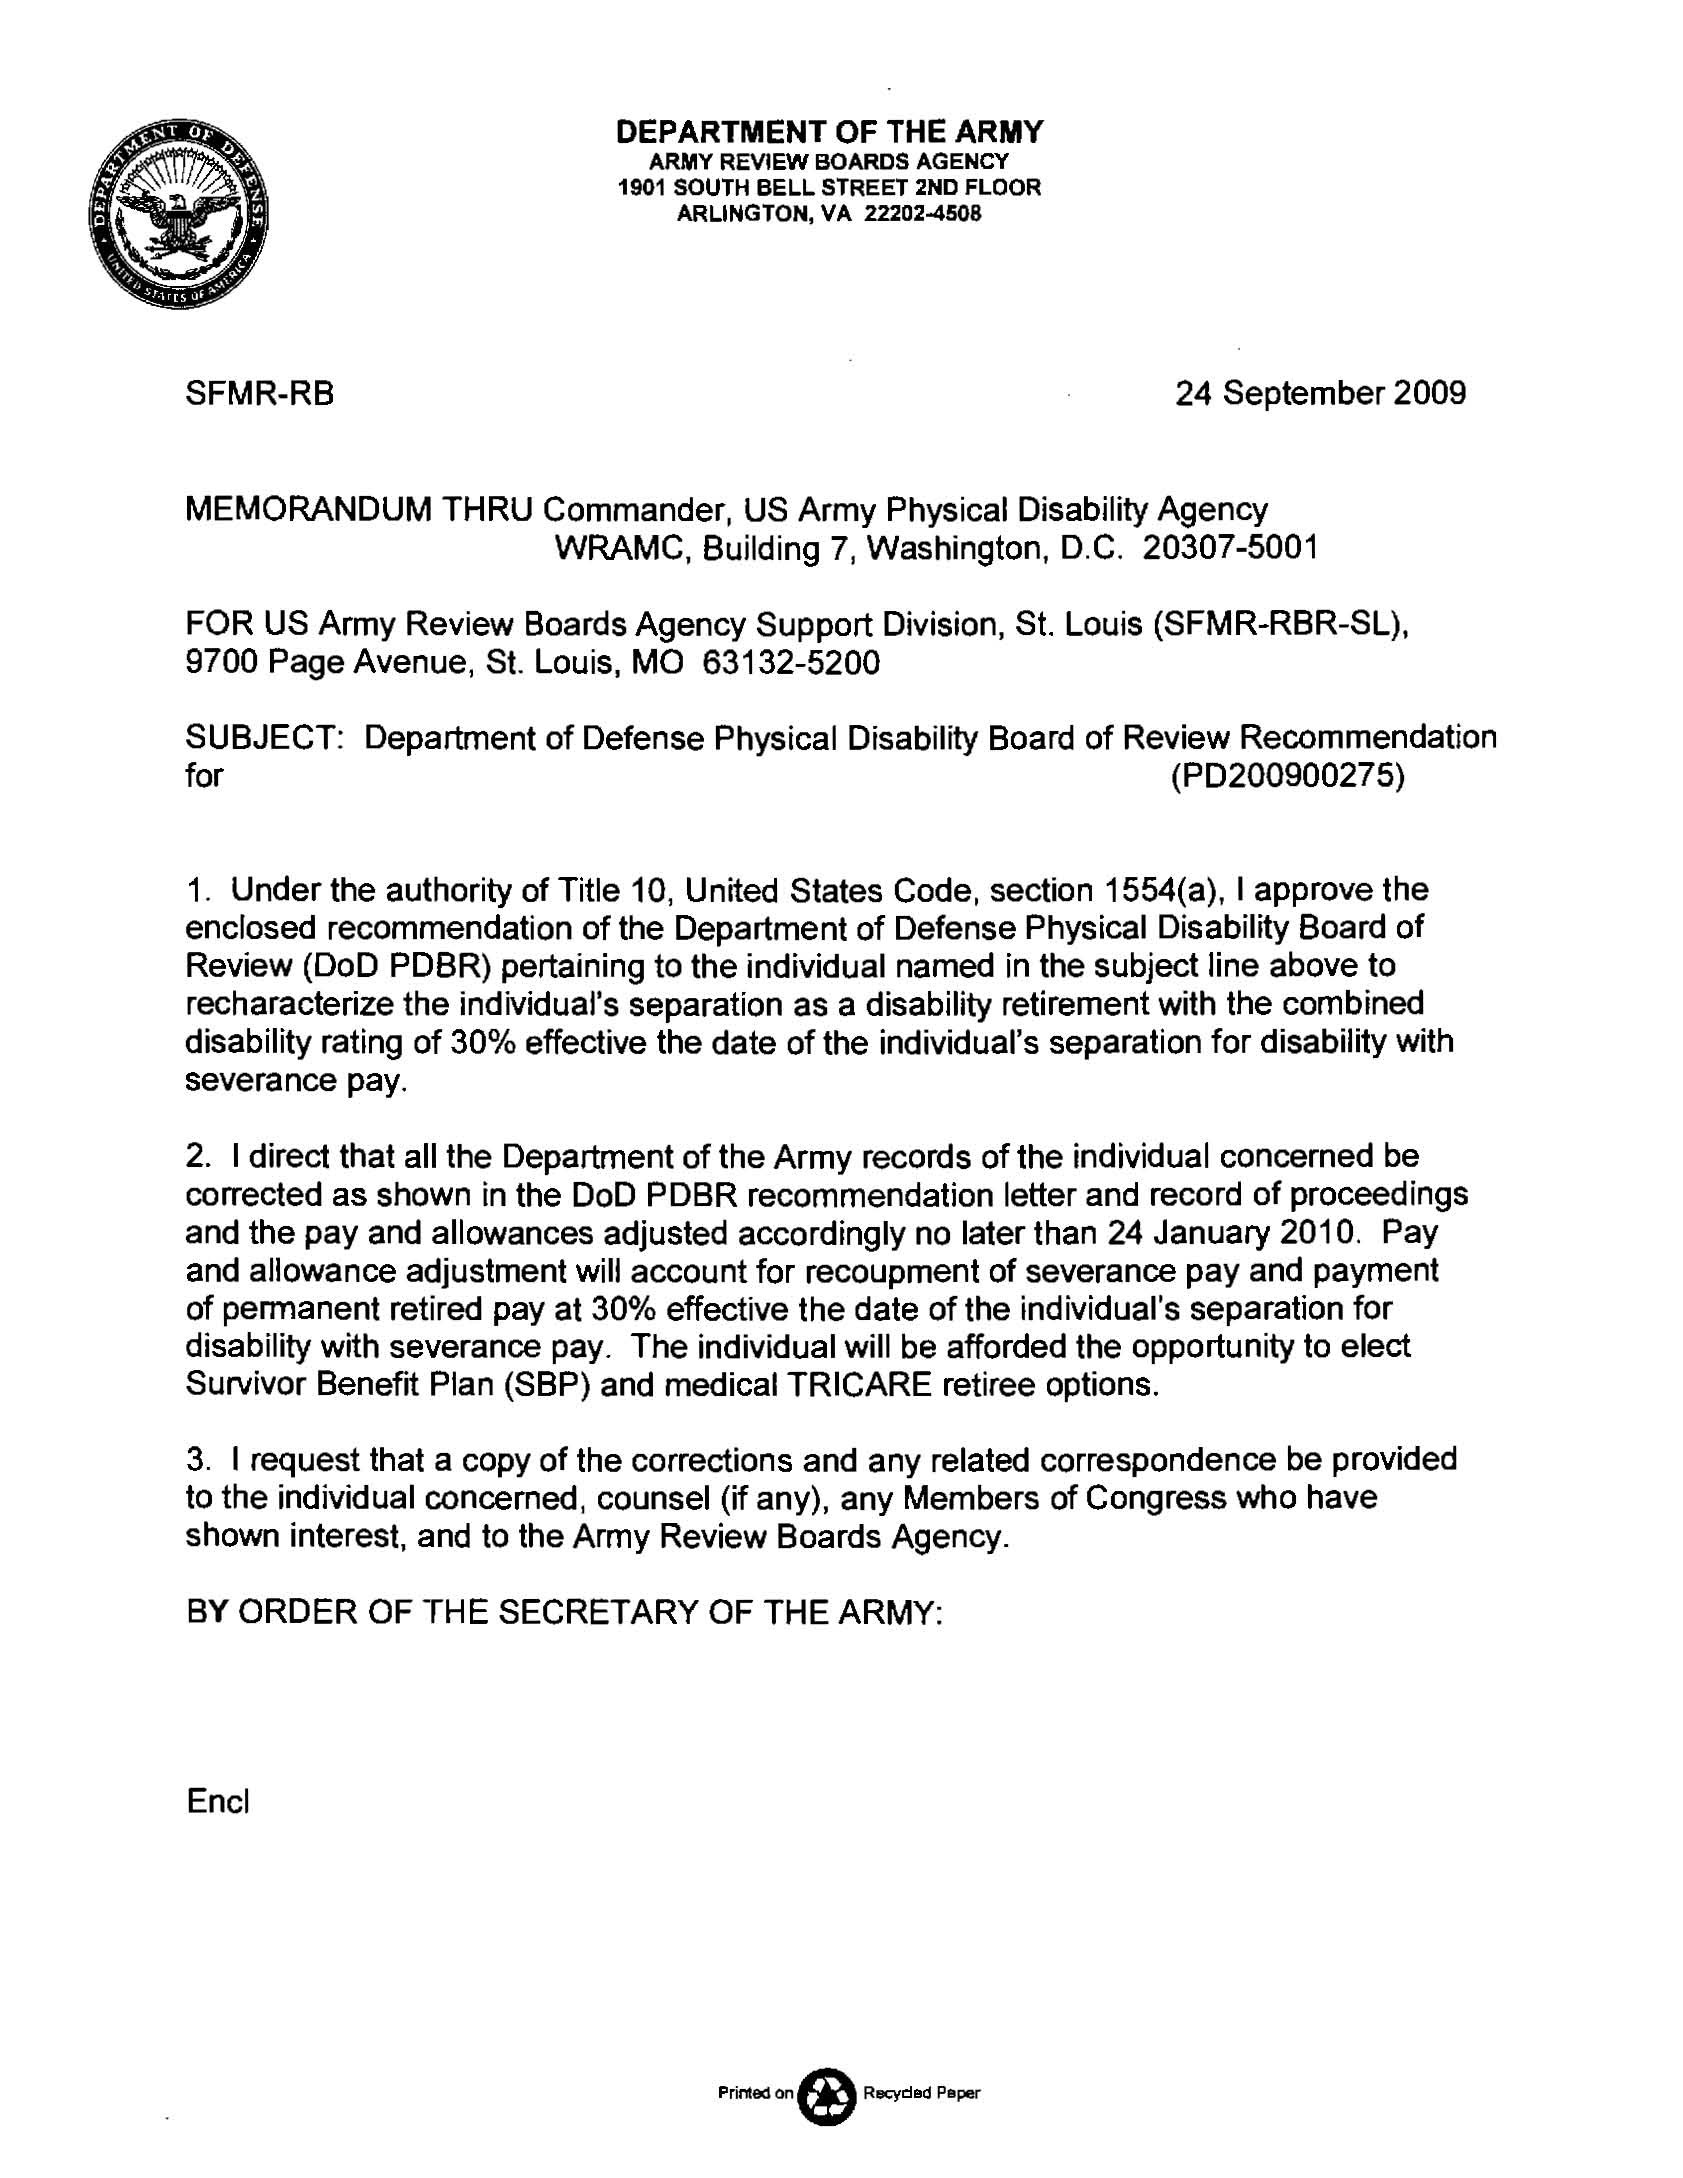 DEPARTMENT OF DEFENSE
UNITED STATES OF AMERICA
DEPARTMENT OF THE ARMY
ARMY REVIEW BOARDS AGENCY
1901 SOUTH BELL STREET 2ND FLOOR
ARLINGTON, VA 22202-4508
SFMR-RB 24 September 2009
MEMORANDUM THRU Commander, US Army Physical Disability Agency
WRAMC, Building 7, Washington, D.C. 20307-5001
FOR US Army Review Boards Agency Support Division, St. Louis (SFMR-RBR-SL),
9700 Page Avenue, St. Louis, MO 63132-5200
SUBJECT: Department of Defense Physical Disability Board of Review Recommendation
for (PD200900275)
1. Under the authority of Title 10, United States Code, section 1554(a), I approve the
enclosed recommendation of the Department of Defense Physical Disability Board of
Review (DoD PDBR) pertaining to the individual named in the subject line above to
recharacterize the individual's separation as a disability retirement with the combined
disability rating of 30% effective the date of the individual's separation for disability with
severance pay.
2. I direct that all the Department of the Army records of the individual concerned be
corrected as shown in the DoD PDBR recommendation letter and record of proceedings
and the pay and allowances adjusted accordingly no later than 24 January 2010. Pay
and allowance adjustment will account for recoupment of severance pay and payment
of permanent retired pay at 30% effective the date of the individual's separation for
disability with severance pay. The individual will be afforded the opportunity to elect
Survivor Benefit Plan (SBP) and medical TRICARE retiree options.
3. I request that a copy of the corrections and any related correspondence be provided
to the individual concerned, counsel (if any), any Members of Congress who have
shown interest, and to the Army Review Boards Agency.
BY ORDER OF THE SECRETARY OF THE ARMY:
Encl
Printed on Recycled Paper